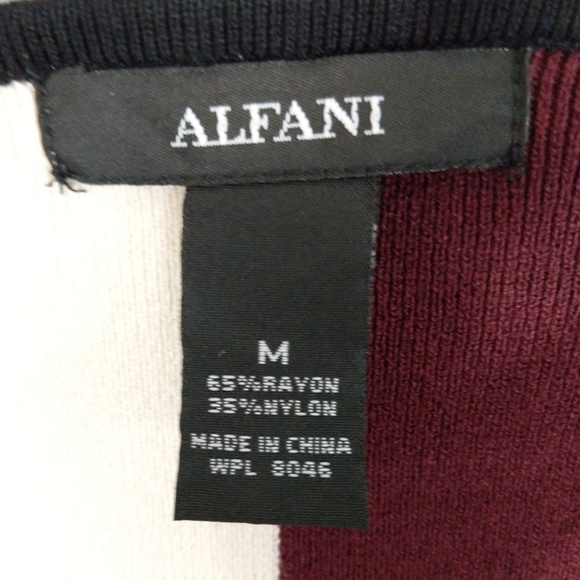 ALFANI
M
65%RAYON
35%NYLON
MADE IN CHINA
WPL 8046